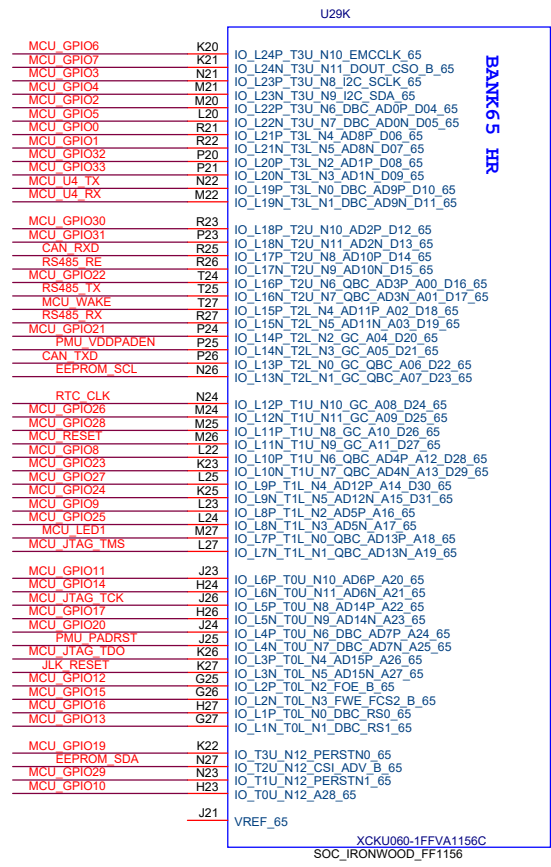 U29K
BANK65 HR
MCU_GPIO6 K20 IO_L24P_T3U_N10_EMCCLK_65
MCU_GPIO7 K21 IO_L24N_T3U_N11_DOUT_CSO_B_65
MCU_GPIO3 N21 IO_L23P_T3U_N8_I2C_SCLK_65
MCU_GPIO4 M21 IO_L23N_T3U_N9_I2C_SDA_65
MCU_GPIO2 M20 IO_L22P_T3U_N6_DBC_AD0P_D04_65
MCU_GPIO5 L20 IO_L22N_T3U_N7_DBC_AD0N_D05_65
MCU_GPIO0 R21 IO_L21P_T3L_N4_AD8P_D06_65
MCU_GPIO1 R22 IO_L21N_T3L_N5_AD8N_D07_65
MCU_GPIO32 P20 IO_L20P_T3L_N2_AD1P_D08_65
MCU_GPIO33 P21 IO_L20N_T3L_N3_AD1N_D09_65
MCU_U4_TX N22 IO_L19P_T3L_N0_DBC_AD9P_D10_65
MCU_U4_RX M22 IO_L19N_T3L_N1_DBC_AD9N_D11_65
MCU_GPIO30 R23 IO_L18P_T2U_N10_AD2P_D12_65
MCU_GPIO31 P23 IO_L18N_T2U_N11_AD2N_D13_65
CAN_RXD R25 IO_L17P_T2U_N8_AD10P_D14_65
RS485_RE R26 IO_L17N_T2U_N9_AD10N_D15_65
MCU_GPIO22 T24 IO_L16P_T2U_N6_QBC_AD3P_A00_D16_65
RS485_TX T25 IO_L16N_T2U_N7_QBC_AD3N_A01_D17_65
MCU_WAKE T27 IO_L15P_T2L_N4_AD11P_A02_D18_65
RS485_RX R27 IO_L15N_T2L_N5_AD11N_A03_D19_65
MCU_GPIO21 P24 IO_L14P_T2L_N2_GC_A04_D20_65
PMU_VDDPADEN P25 IO_L14N_T2L_N3_GC_A05_D21_65
CAN_TXD P26 IO_L13P_T2L_N0_GC_QBC_A06_D22_65
EEPROM_SCL N26 IO_L13N_T2L_N1_GC_QBC_A07_D23_65
RTC_CLK N24 IO_L12P_T1U_N10_GC_A08_D24_65
MCU_GPIO26 M24 IO_L12N_T1U_N11_GC_A09_D25_65
MCU_GPIO28 M25 IO_L11P_T1U_N8_GC_A10_D26_65
MCU_RESET M26 IO_L11N_T1U_N9_GC_A11_D27_65
MCU_GPIO8 L22 IO_L10P_T1U_N6_QBC_AD4P_A12_D28_65
MCU_GPIO23 K23 IO_L10N_T1U_N7_QBC_AD4N_A13_D29_65
MCU_GPIO27 L25 IO_L9P_T1L_N4_AD12P_A14_D30_65
MCU_GPIO24 K25 IO_L9N_T1L_N5_AD12N_A15_D31_65
MCU_GPIO9 L23 IO_L8P_T1L_N2_AD5P_A16_65
MCU_GPIO25 L24 IO_L8N_T1L_N3_AD5N_A17_65
MCU_LED1 M27 IO_L7P_T1L_N0_QBC_AD13P_A18_65
MCU_JTAG_TMS L27 IO_L7N_T1L_N1_QBC_AD13N_A19_65
MCU_GPIO11 J23 IO_L6P_T0U_N10_AD6P_A20_65
MCU_GPIO14 H24 IO_L6N_T0U_N11_AD6N_A21_65
MCU_JTAG_TCK J26 IO_L5P_T0U_N8_AD14P_A22_65
MCU_GPIO17 H26 IO_L5N_T0U_N9_AD14N_A23_65
MCU_GPIO20 J24 IO_L4P_T0U_N6_DBC_AD7P_A24_65
PMU_PADRST J25 IO_L4N_T0U_N7_DBC_AD7N_A25_65
MCU_JTAG_TDO K26 IO_L3P_T0L_N4_AD15P_A26_65
JLK_RESET K27 IO_L3N_T0L_N5_AD15N_A27_65
MCU_GPIO12 G25 IO_L2P_T0L_N2_FOE_B_65
MCU_GPIO15 G26 IO_L2N_T0L_N3_FWE_FCS2_B_65
MCU_GPIO16 H27 IO_L1P_T0L_N0_DBC_RS0_65
MCU_GPIO13 G27 IO_L1N_T0L_N1_DBC_RS1_65
MCU_GPIO19 K22 IO_T3U_N12_PERSTN0_65
EEPROM_SDA N27 IO_T2U_N12_CSI_ADV_B_65
MCU_GPIO29 N23 IO_T1U_N12_PERSTN1_65
MCU_GPIO10 H23 IO_T0U_N12_A28_65
J21 VREF_65
XCKU060-1FFVA1156C
SOC_IRONWOOD_FF1156